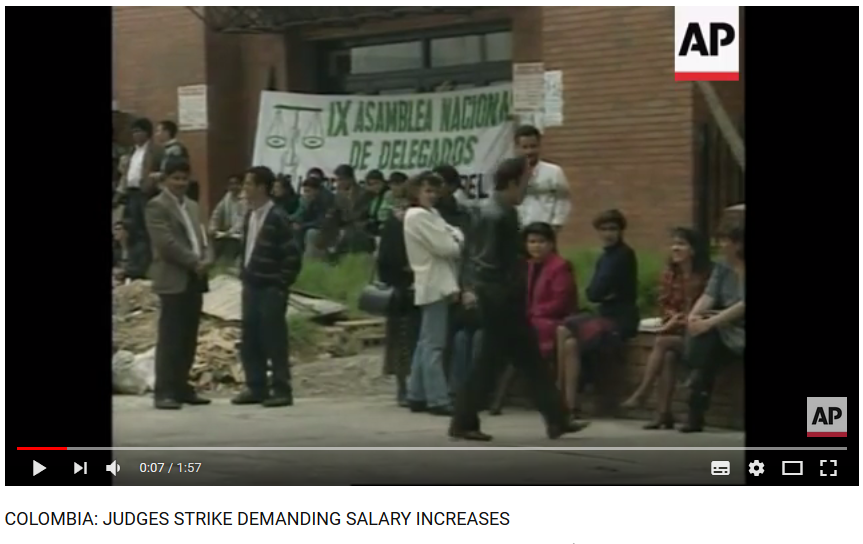 AP
IX ASAMBLEA NACIONAL
DE DELEGADOS
AP
0:07 / 1:57
COLOMBIA: JUDGES STRIKE DEMANDING SALARY INCREASES